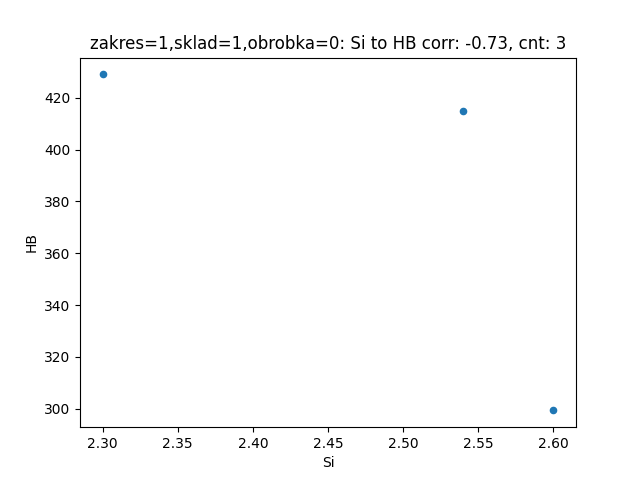 zakres=1,sklad=1,obrobka=0: Si to HB corr: -0.73, cnt: 3
420
400
380
360
340
320
300
HB
2.30 2.35 2.40 2.45 2.50 2.55 2.60
Si